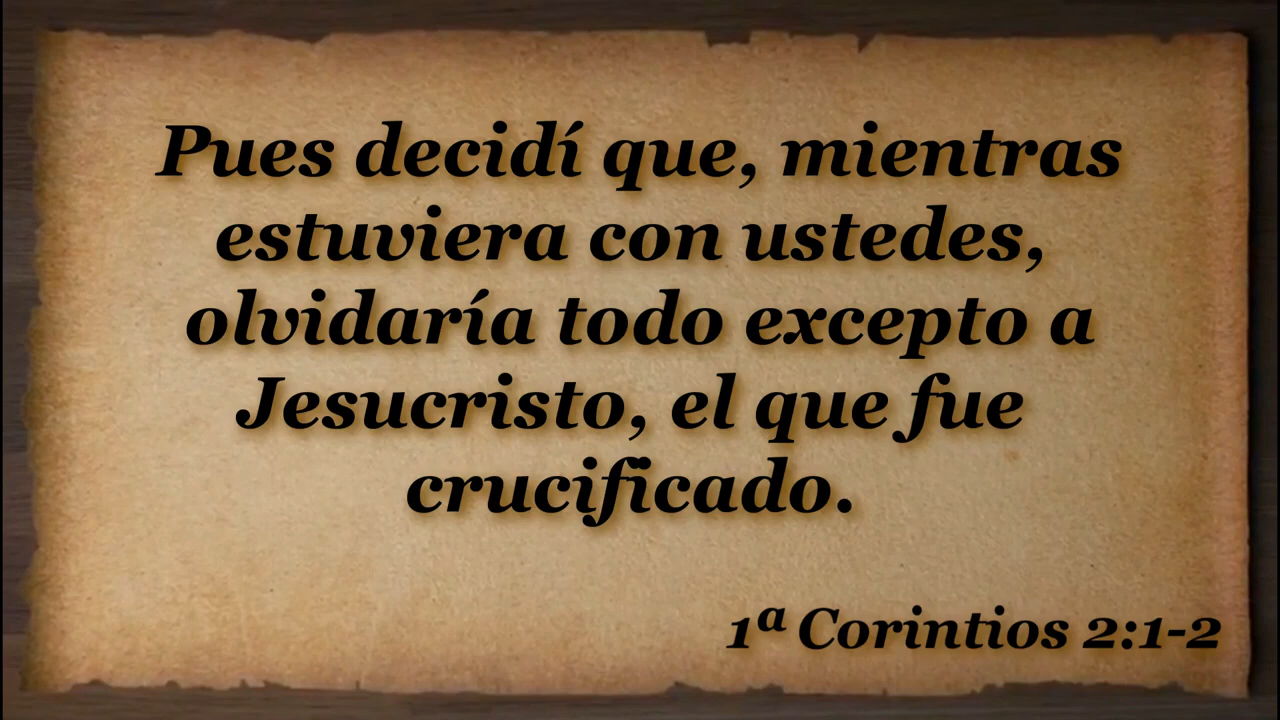 Pues decidí que, mientras
estuviera con ustedes,
olvidaría todo excepto a
Jesucristo, el que fue
crucificado.
1ª Corintios 2:1-2